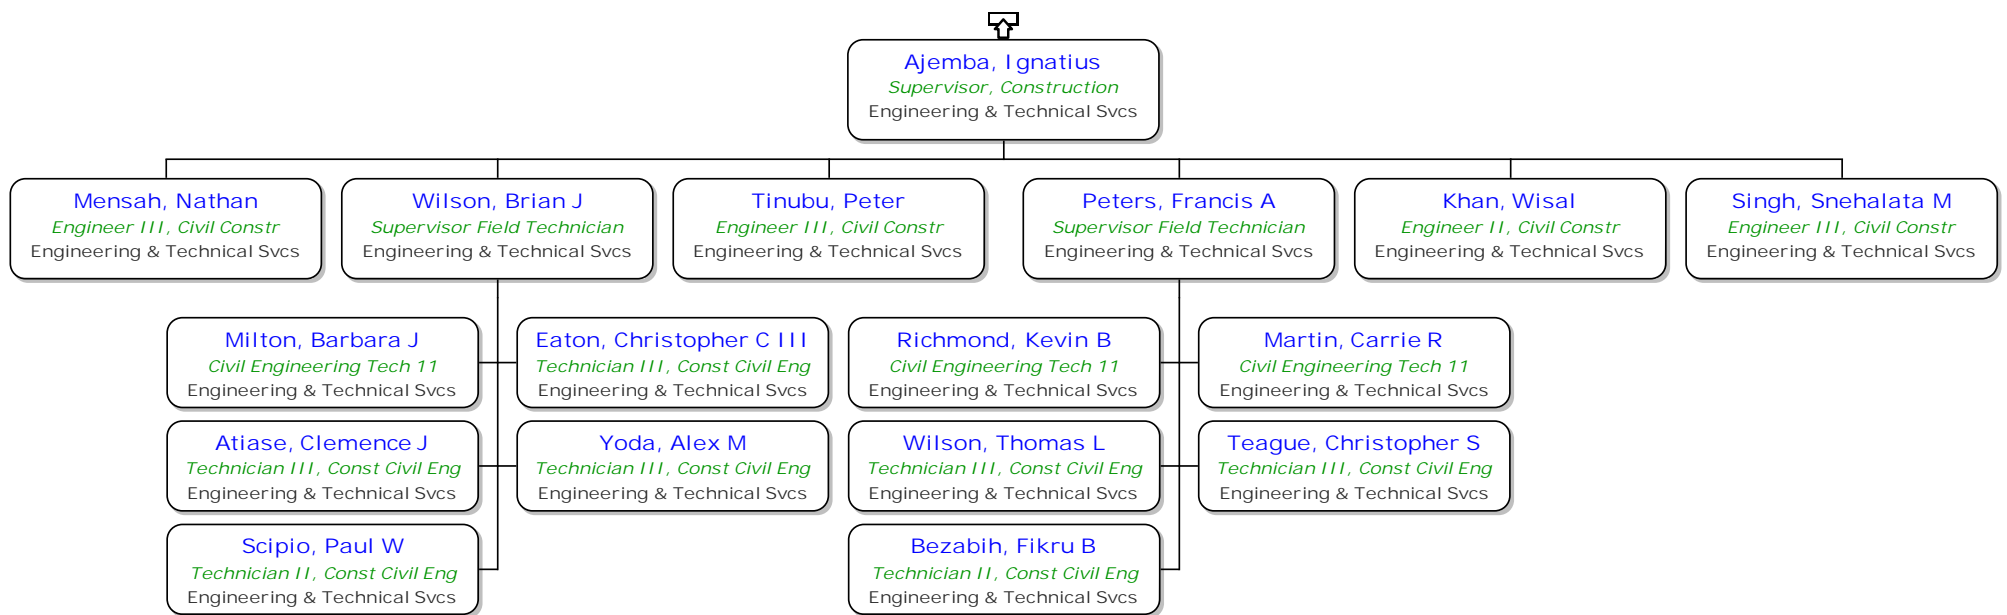 Ajemba, Ignatius
Supervisor, Construction
Engineering & Technical Svcs
Mensah, Nathan
Engineer III, Civil Constr
Engineering & Technical Svcs
Wilson, Brian J
Supervisor Field Technician
Engineering & Technical Svcs
Tinubu, Peter
Engineer III, Civil Constr
Engineering & Technical Svcs
Peters, Francis A
Supervisor Field Technician
Engineering & Technical Svcs
Khan, Wisal
Engineer II, Civil Constr
Engineering & Technical Svcs
Singh, Snehalata M
Engineer III, Civil Constr
Engineering & Technical Svcs
Milton, Barbara J
Civil Engineering Tech 11
Engineering & Technical Svcs
Eaton, Christopher C III
Technician III, Const Civil Eng
Engineering & Technical Svcs
Richmond, Kevin B
Civil Engineering Tech 11
Engineering & Technical Svcs
Martin, Carrie R
Civil Engineering Tech 11
Engineering & Technical Svcs
Atiase, Clemence J
Technician III, Const Civil Eng
Engineering & Technical Svcs
Yoda, Alex M
Technician III, Const Civil Eng
Engineering & Technical Svcs
Wilson, Thomas L
Technician III, Const Civil Eng
Engineering & Technical Svcs
Teague, Christopher S
Technician III, Const Civil Eng
Engineering & Technical Svcs
Scipio, Paul W
Technician II, Const Civil Eng
Engineering & Technical Svcs
Bezabih, Fikru B
Technician II, Const Civil Eng
Engineering & Technical Svcs